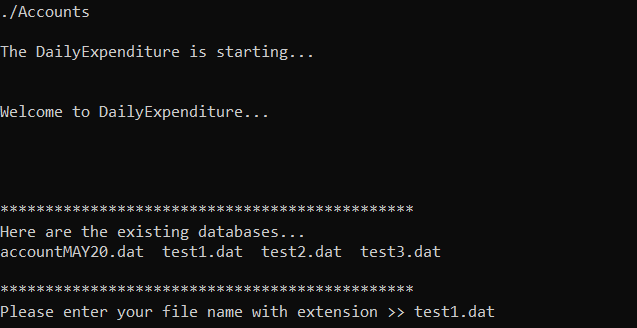 ./Accounts
The DailyExpenditure is starting...
Welcome to DailyExpenditure...
**********************************************
Here are the existing databases...
accountMAY20.dat  test1.dat  test2.dat  test3.dat
**********************************************
Please enter your file name with extension >> test1.dat